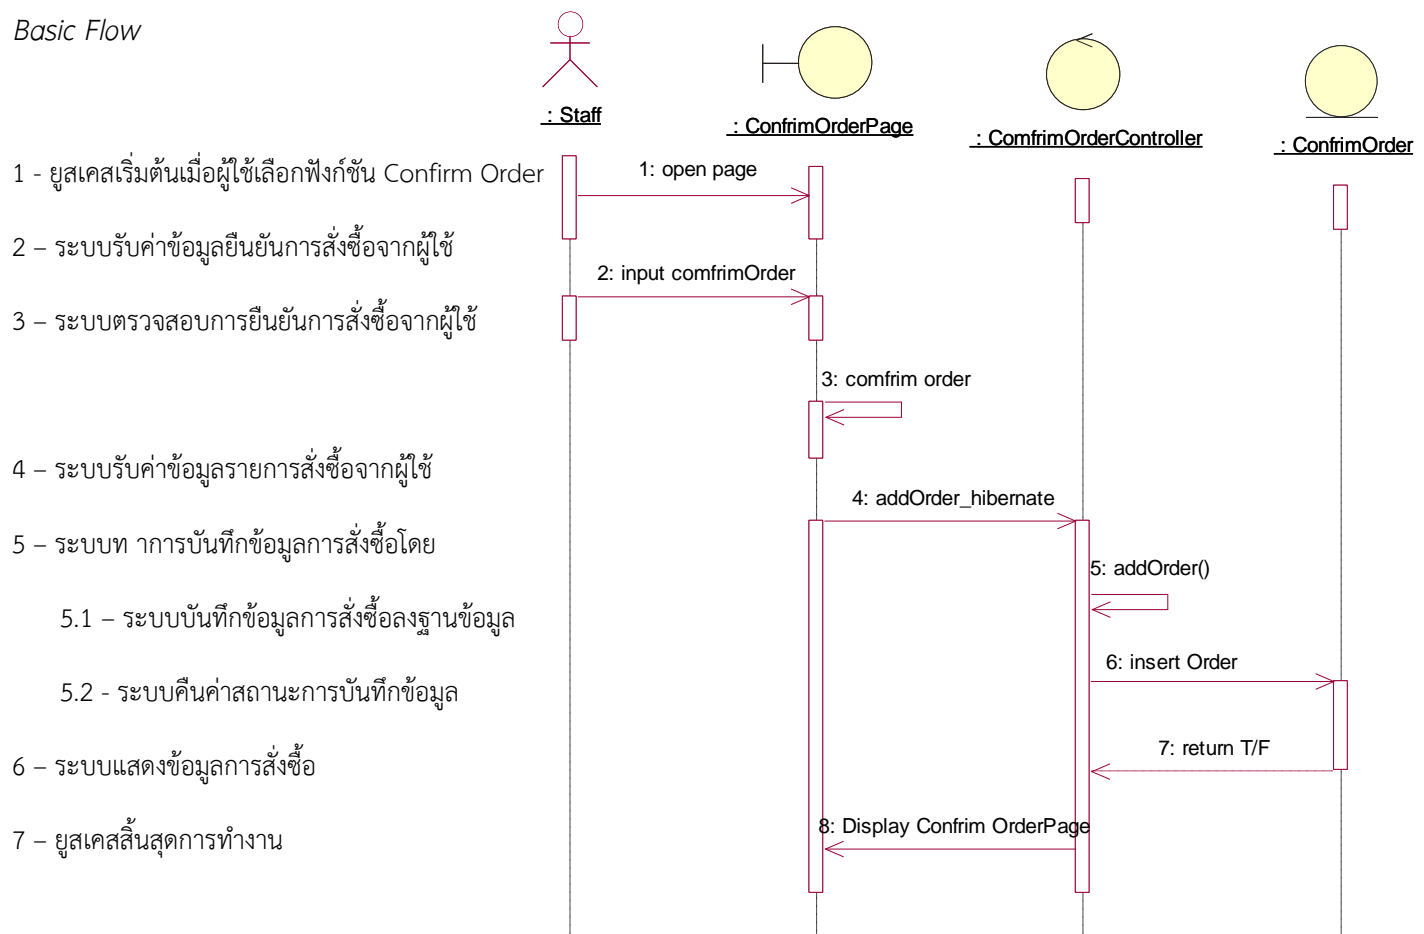 Basic Flow
: Staff
: ConfrimOrderPage
: ComfrimOrderController
: ConfrimOrder
1 - ยูสเคสเริ่มต้นเมื่อผู้ใช้เลือกฟังก์ชัน Confirm Order
1: open page
2 – ระบบรับค่าข้อมูลยืนยันการสั่งซื้อจากผู้ใช้
2: input comfrimOrder
3 – ระบบตรวจสอบการยืนยันการสั่งซื้อจากผู้ใช้
3: comfrim order
4 – ระบบรับค่าข้อมูลรายการสั่งซื้อจากผู้ใช้
4: addOrder_hibernate
5 – ระบบท าการบันทึกข้อมูลการสั่งซื้อโดย
5: addOrder()
5.1 – ระบบบันทึกข้อมูลการสั่งซื้อลงฐานข้อมูล
6: insert Order
5.2 - ระบบคืนค่าสถานะการบันทึกข้อมูล
7: return T/F
6 – ระบบแสดงข้อมูลการสั่งซื้อ
8: Display Confrim OrderPage
7 – ยูสเคสสิ้นสุดการทำงาน